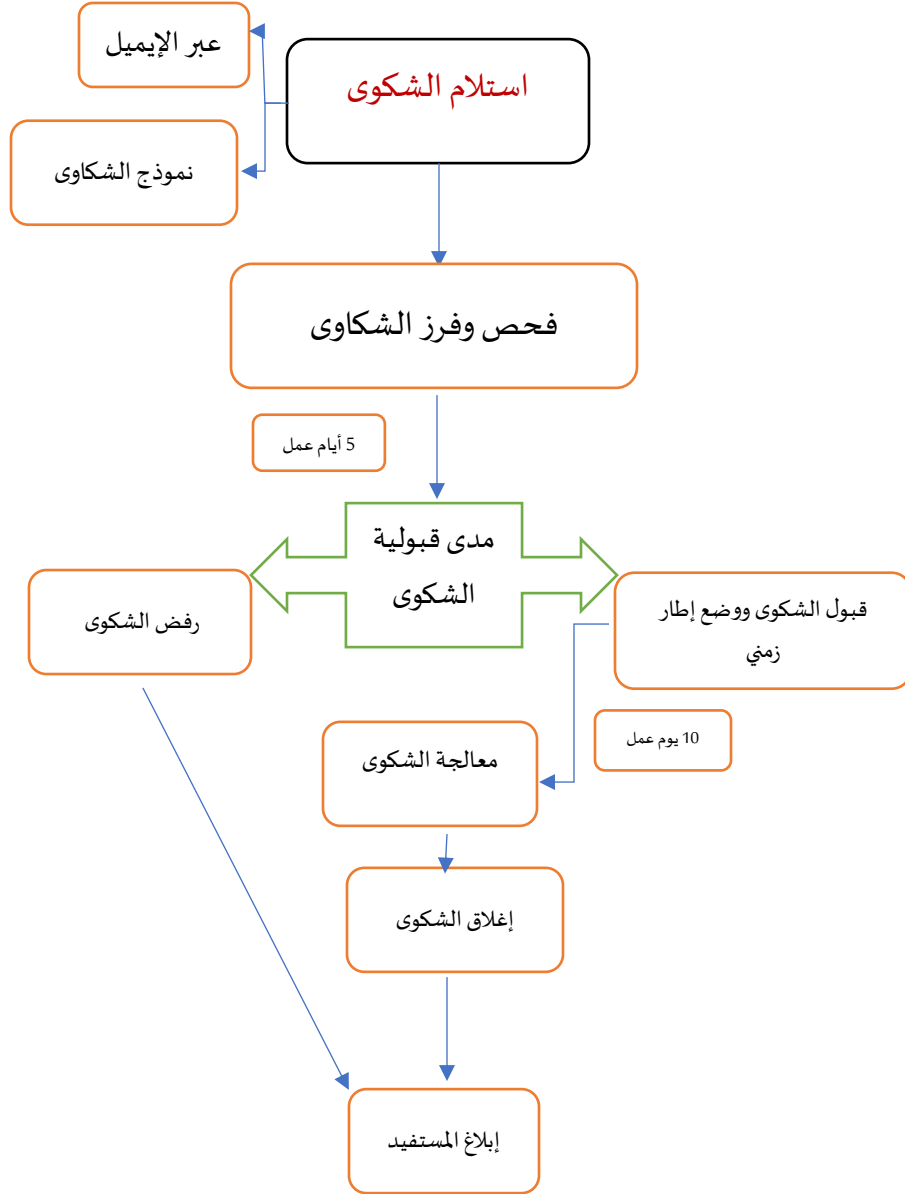 عبر الإيميل
استلام الشكوى
نموذج الشكاوى
فحص وفرز الشكاوى
5 أيام عمل
مدى قبولية
الشكوى
قبول الشكوى ووضع إطار
زمني
رفض الشكوى
10 يوم عمل
معالجة الشكوى
إغلاق الشكوى
إبلاغ المستفيد